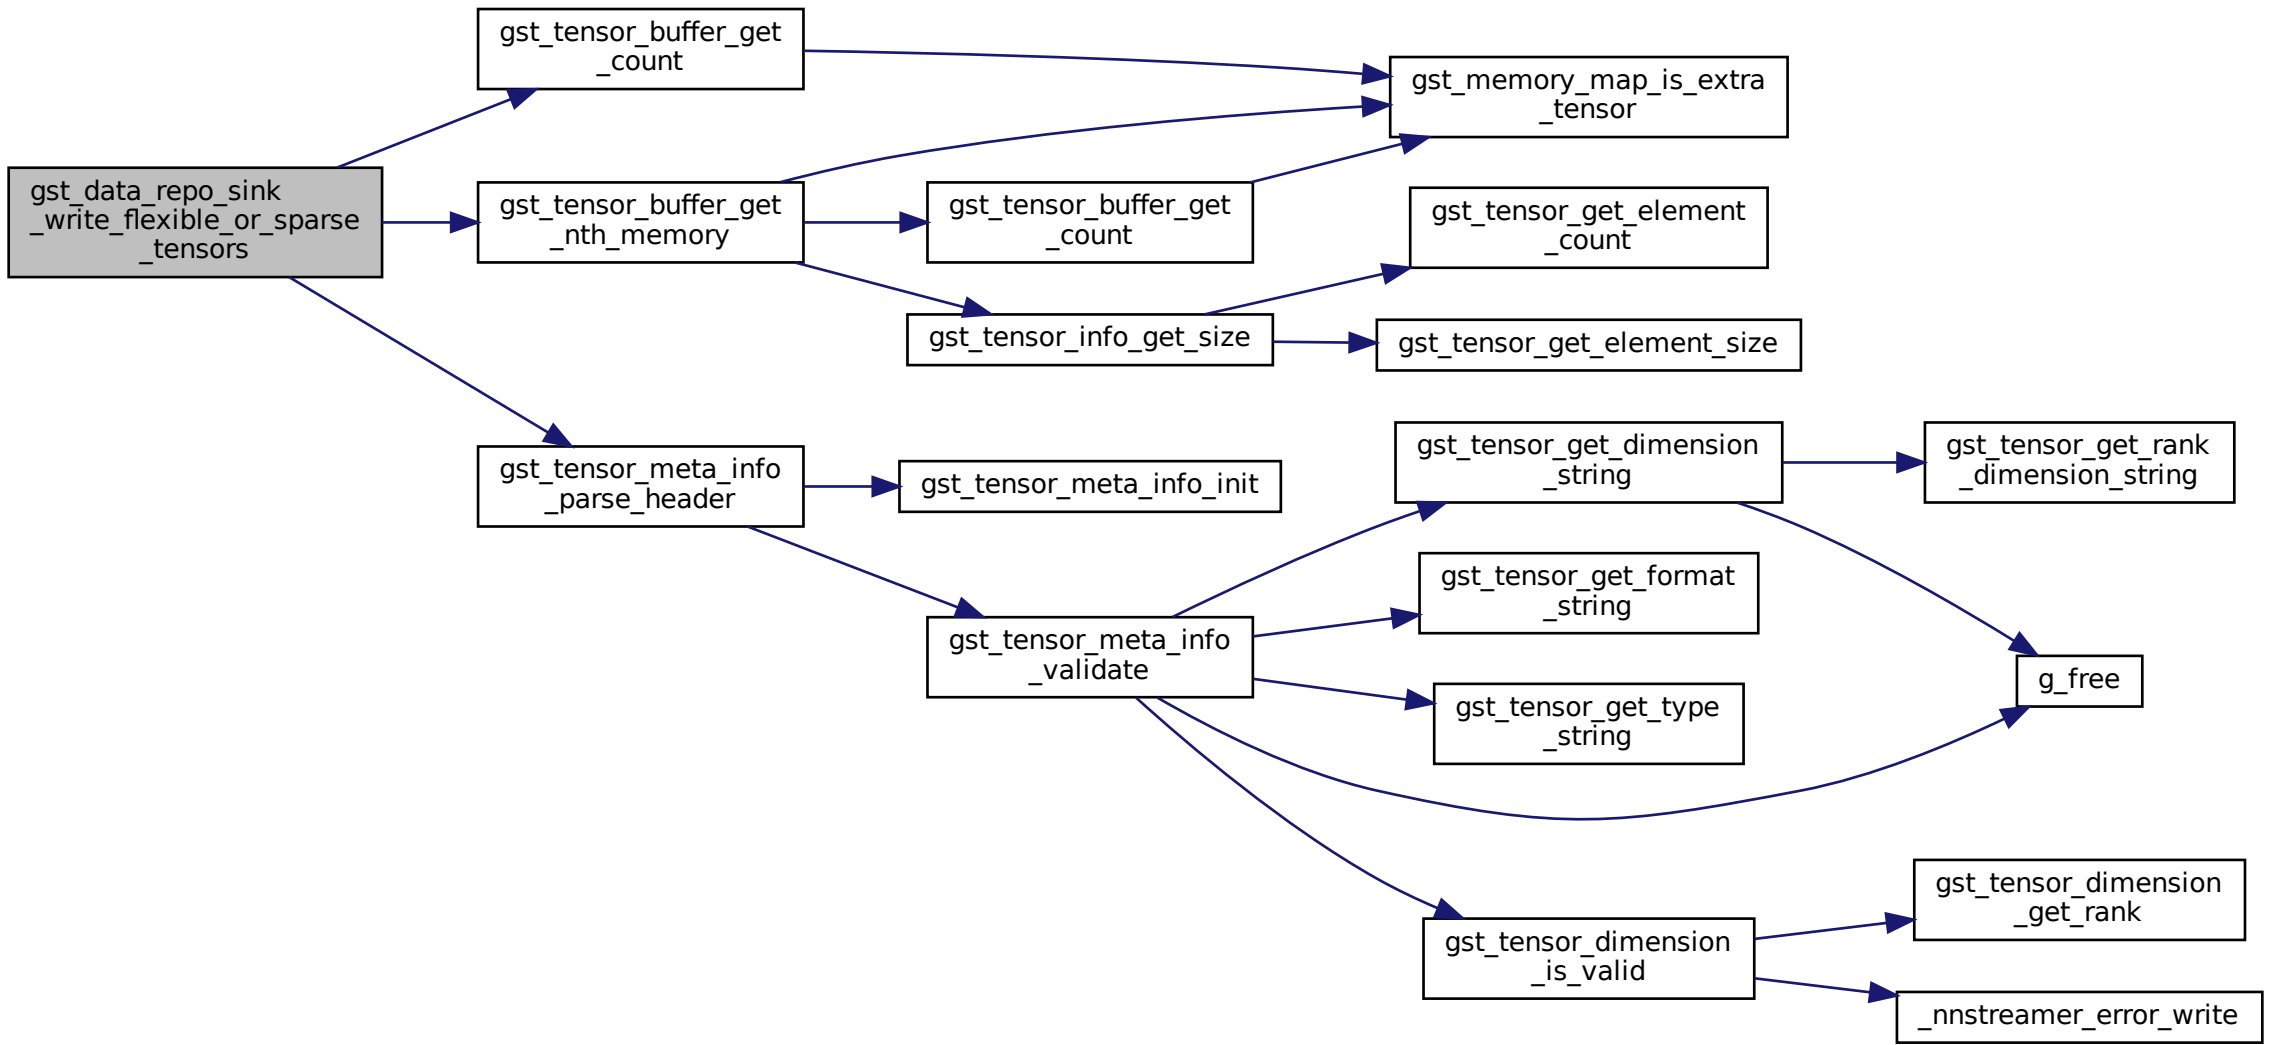 gst_tensor_buffer_get
_count
gst_memory_map_is_extra
_tensor
gst_data_repo_sink
_write_flexible_or_sparse
_tensors
gst_tensor_buffer_get
_nth_memory
gst_tensor_buffer_get
_count
gst_tensor_get_element
_count
gst_tensor_info_get_size
gst_tensor_get_element_size
gst_tensor_meta_info
_parse_header
gst_tensor_meta_info_init
gst_tensor_get_dimension
_string
gst_tensor_get_rank
_dimension_string
gst_tensor_get_format
_string
gst_tensor_meta_info
_validate
g_free
gst_tensor_get_type
_string
gst_tensor_dimension
_is_valid
gst_tensor_dimension
_get_rank
_nnstreamer_error_write